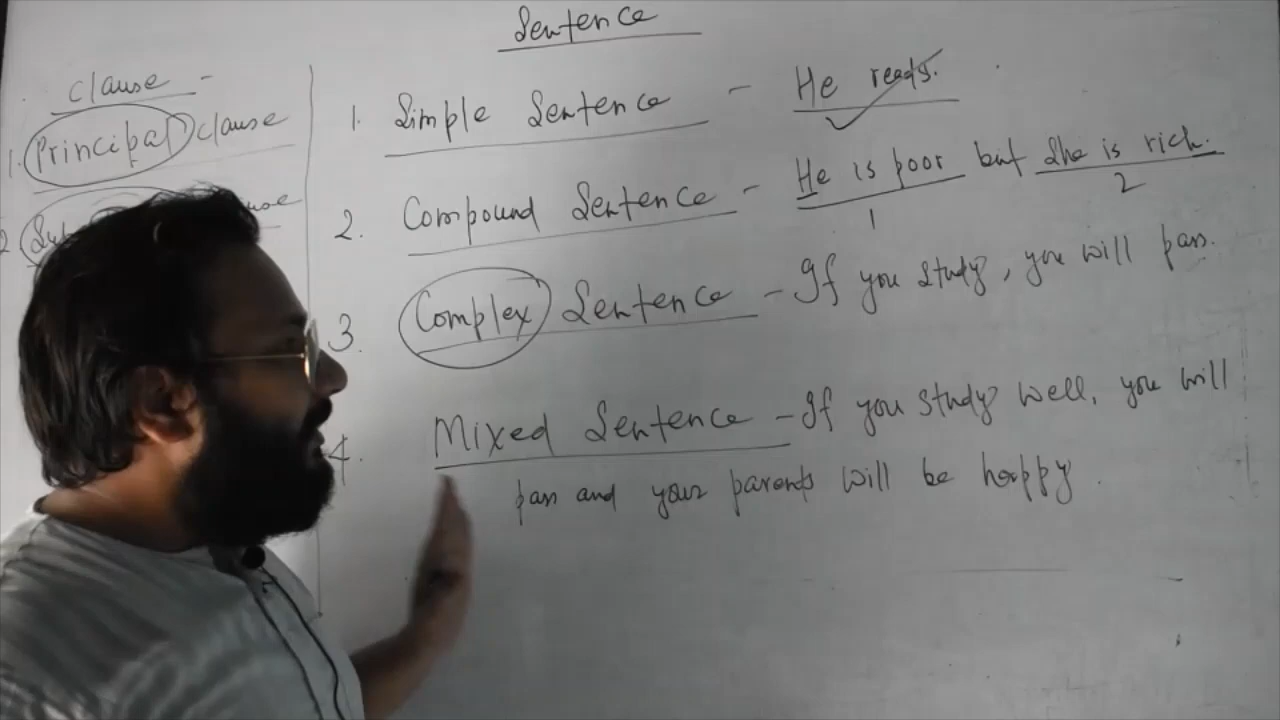 Sentence
Clause -
1. Principal clause
2
1. Simple Sentence - He reads.
2. Compound Sentence - He is poor but She is rich.
1 2
3. Complex Sentence - If you study, you will pass.
4. Mixed Sentence - If you study well, you will
pass and your parents will be happy.